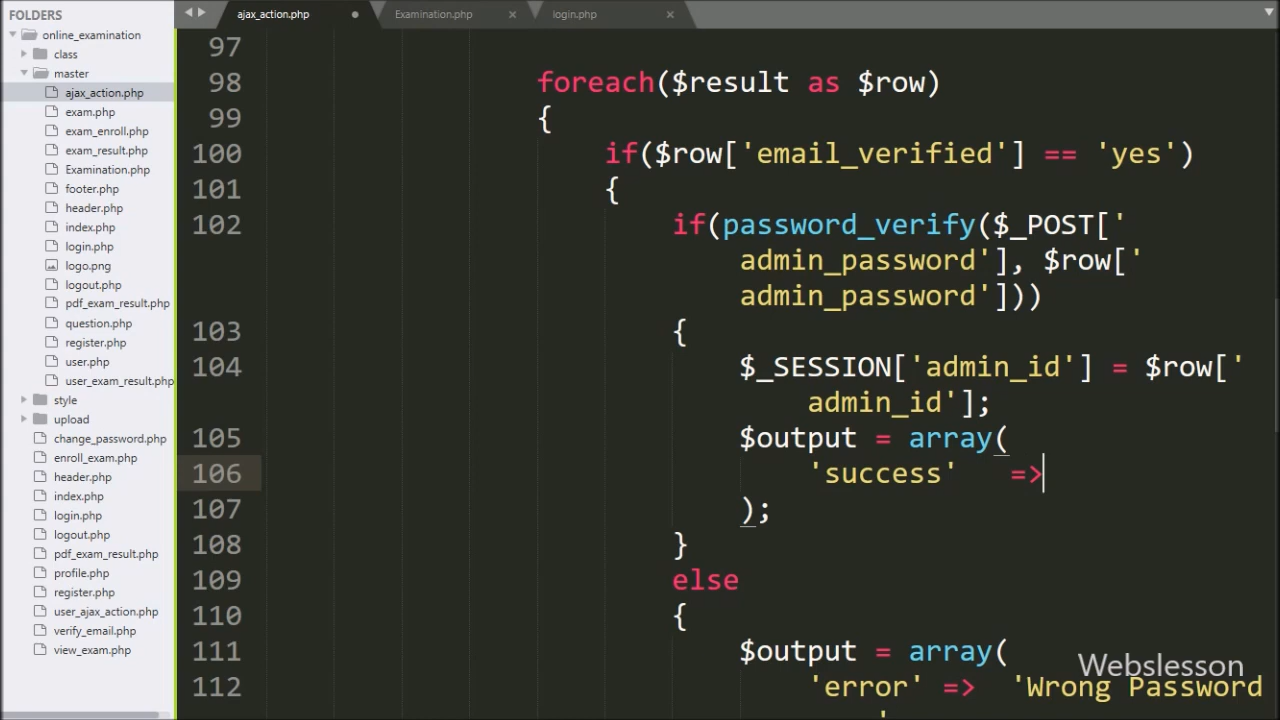 FOLDERS
online_examination
class
master
ajax_action.php
exam.php
exam_enroll.php
exam_result.php
Examination.php
footer.php
header.php
index.php
login.php
logo.png
logout.php
pdf_exam_result.php
question.php
register.php
user.php
user_exam_result.php
style
upload
change_password.php
enroll_exam.php
header.php
index.php
login.php
logout.php
pdf_exam_result.php
profile.php
register.php
user_ajax_action.php
verify_email.php
view_exam.php
ajax_action.php
Examination.php
login.php
97
98 foreach($result as $row)
99 {
100 if($row['email_verified'] == 'yes')
101 {
102 if(password_verify($_POST['
admin_password'], $row['
admin_password']))
103 {
104 $_SESSION['admin_id'] = $row['
admin_id'];
105 $output = array(
106 'success' =>
107 );
108 }
109 else
110 {
111 $output = array(
112 'error' => 'Wrong Password
'
Webslesson